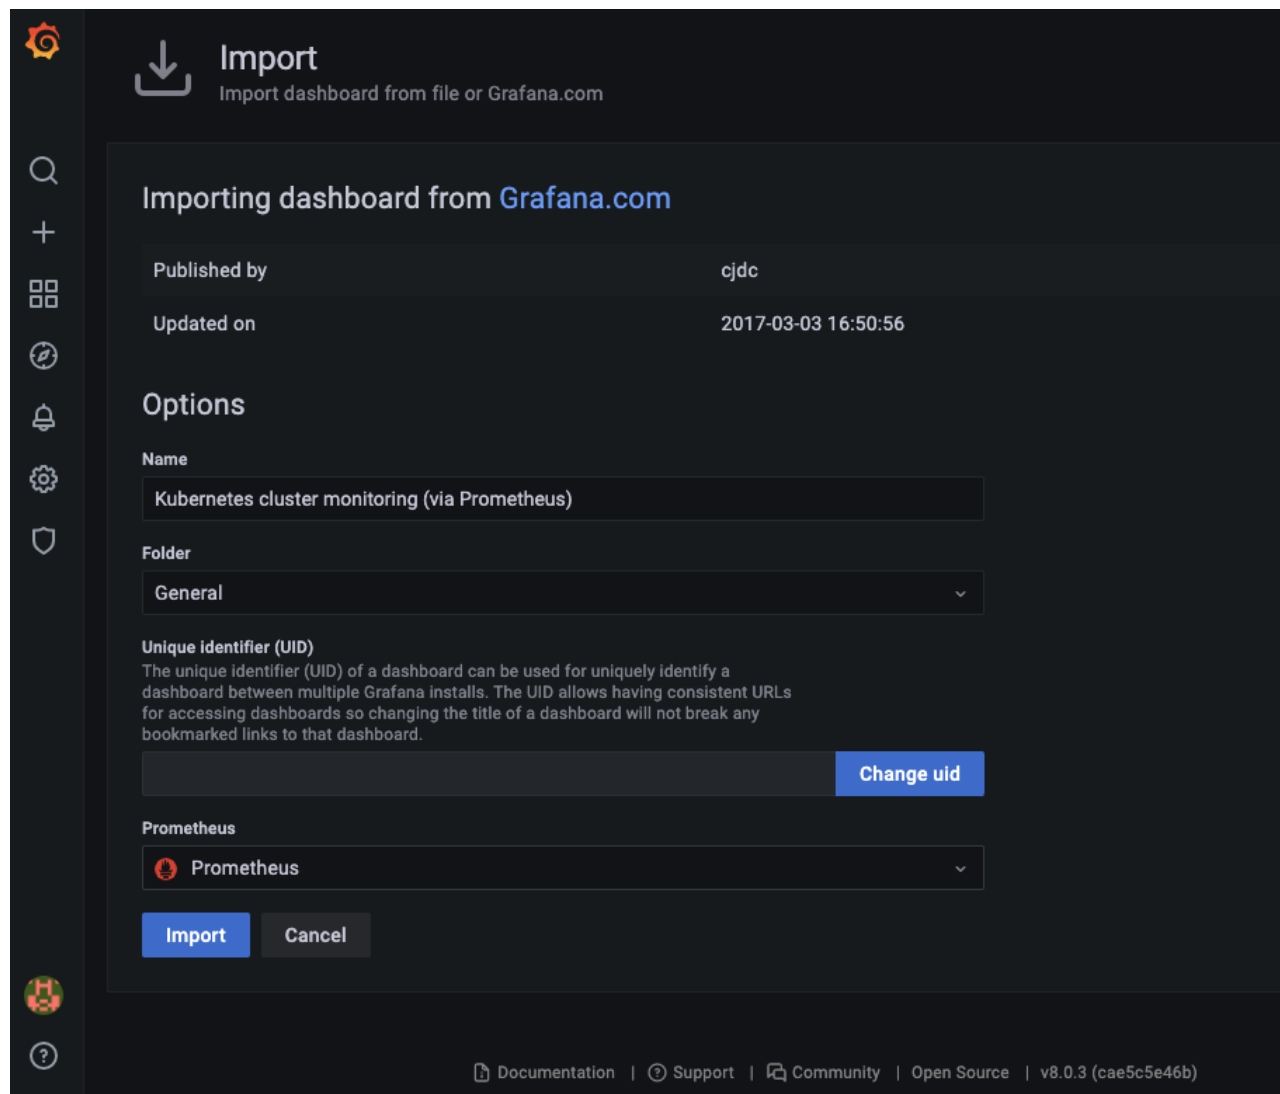 Import
Import dashboard from file or Grafana.com
Importing dashboard from Grafana.com
Published by cjdc
Updated on 2017-03-03 16:50:56
Options
Name
Kubernetes cluster monitoring (via Prometheus)
Folder
General
Unique identifier (UID)
The unique identifier (UID) of a dashboard can be used for uniquely identify a
dashboard between multiple Grafana installs. The UID allows having consistent URLs
for accessing dashboards so changing the title of a dashboard will not break any
bookmarked links to that dashboard.
Change uid
Prometheus
Prometheus
Import Cancel
Documentation | Support | Community | Open Source | v8.0.3 (cae5c5e46b)